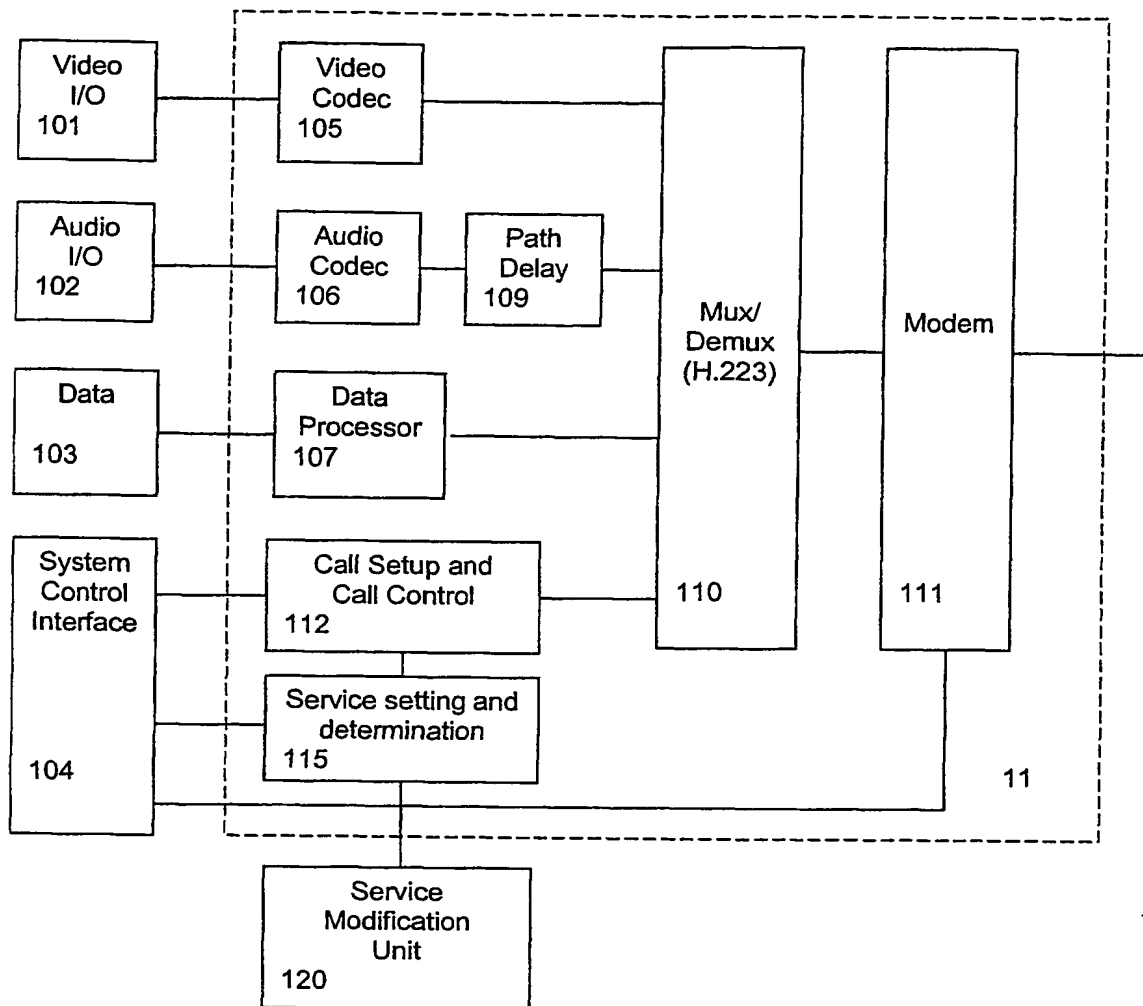 Video
I/O
101
Video
Codec
105
Audio
I/O
102
Audio
Codec
106
Path
Delay
109
Mux/
Demux
(H.223)
110
Modem
111
Data
103
Data
Processor
107
System
Control
Interface
104
Call Setup and
Call Control
112
Service setting and
determination
115
11
Service
Modification
Unit
120